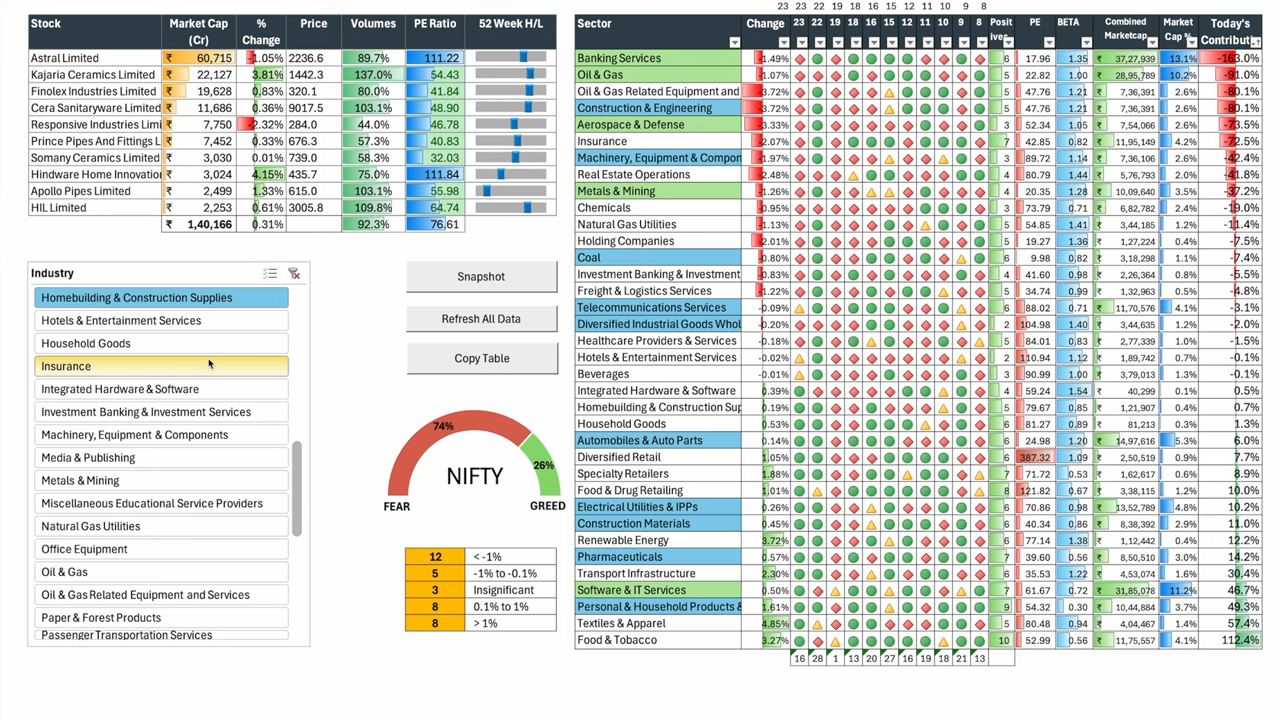 23 23 22 19 18 16 15 12 11 10 9 8
Stock Market Cap (Cr) % Change Price Volumes PE Ratio 52 Week H/L
Astral Limited ₹ 60,715 -1.05% 2236.6 89.7% 111.22
Kajaria Ceramics Limited ₹ 22,127 3.81% 1442.3 137.0% 54.43
Finolex Industries Limited ₹ 19,628 0.83% 320.1 80.0% 41.84
Cera Sanitaryware Limited ₹ 11,686 0.36% 9017.5 103.1% 48.90
Responsive Industries Limi ₹ 7,750 -2.32% 284.0 44.0% 46.78
Prince Pipes And Fittings L ₹ 7,452 0.33% 676.3 57.3% 40.83
Somany Ceramics Limited ₹ 3,030 0.01% 739.0 58.3% 32.03
Hindware Home Innovation ₹ 3,024 4.15% 435.7 75.0% 111.84
Apollo Pipes Limited ₹ 2,499 1.33% 615.0 103.1% 55.98
HIL Limited ₹ 2,253 0.61% 3005.8 109.8% 64.74
₹ 1,40,166 0.31% 92.3% 76.61
Industry
Homebuilding & Construction Supplies
Hotels & Entertainment Services
Household Goods
Insurance
Integrated Hardware & Software
Investment Banking & Investment Services
Machinery, Equipment & Components
Media & Publishing
Metals & Mining
Miscellaneous Educational Service Providers
Natural Gas Utilities
Office Equipment
Oil & Gas
Oil & Gas Related Equipment and Services
Paper & Forest Products
Passenger Transportation Services
Snapshot
Refresh All Data
Copy Table
74%
26%
NIFTY
FEAR
GREED
12 < -1%
5 -1% to -0.1%
3 Insignificant
8 0.1% to 1%
8 > 1%
Sector Change 23 23 22 19 18 16 15 12 11 10 9 8 Posit ives PE BETA Combined Marketcap Market Cap % Today's Contribut
Banking Services -1.49% 6 17.96 1.35 ₹ 37,27,939 13.1% -163.0%
Oil & Gas -1.07% 5 22.82 1.00 ₹ 28,95,789 10.2% -91.0%
Oil & Gas Related Equipment and -3.72% 5 47.76 1.21 ₹ 7,36,391 2.6% -80.1%
Construction & Engineering -3.72% 5 47.76 1.21 ₹ 7,36,391 2.6% -80.1%
Aerospace & Defense -3.33% 3 52.34 1.05 ₹ 7,54,066 2.6% -73.5%
Insurance -2.07% 7 42.85 0.82 ₹ 11,95,149 4.2% -72.5%
Machinery, Equipment & Compon -1.97% 3 89.72 1.14 ₹ 7,36,106 2.6% -42.4%
Real Estate Operations -2.48% 4 80.79 1.44 ₹ 5,76,793 2.0% -41.8%
Metals & Mining -1.26% 4 20.35 1.28 ₹ 10,09,640 3.5% -37.2%
Chemicals -0.95% 3 73.79 0.71 ₹ 6,82,782 2.4% -19.0%
Natural Gas Utilities -1.13% 5 54.85 1.41 ₹ 3,44,165 1.2% -11.4%
Holding Companies -2.01% 5 19.27 1.36 ₹ 1,27,224 0.4% -7.5%
Coal -0.80% 6 9.98 0.82 ₹ 3,18,298 1.1% -7.4%
Investment Banking & Investment -0.83% 4 41.60 0.98 ₹ 2,26,364 0.8% -5.5%
Freight & Logistics Services -1.22% 4 34.74 0.99 ₹ 1,32,963 0.5% -4.8%
Telecommunications Services -0.09% 6 88.02 0.71 ₹ 11,70,576 4.1% -3.1%
Diversified Industrial Goods Whol -0.20% 2 104.98 1.40 ₹ 3,44,635 1.2% -2.0%
Healthcare Providers & Services -0.18% 5 84.01 0.83 ₹ 2,77,339 1.0% -1.5%
Hotels & Entertainment Services -0.02% 2 110.94 1.12 ₹ 1,89,742 0.7% -0.1%
Beverages -0.01% 3 90.99 1.00 ₹ 3,79,013 1.3% -0.1%
Integrated Hardware & Software 0.39% 4 59.24 1.54 ₹ 40,299 0.1% 0.5%
Homebuilding & Construction Sup 0.19% 5 79.67 0.85 ₹ 1,21,907 0.4% 0.7%
Household Goods 0.53% 6 81.27 0.89 ₹ 83,213 0.3% 1.3%
Automobiles & Auto Parts 0.14% 6 24.98 1.20 ₹ 14,97,616 5.3% 6.0%
Diversified Retail 1.05% 6 387.32 1.09 ₹ 2,50,519 0.9% 7.7%
Specialty Retailers 1.88% 7 71.72 0.53 ₹ 1,62,617 0.6% 8.9%
Food & Drug Retailing 1.01% 8 121.82 0.67 ₹ 3,38,115 1.2% 10.0%
Electrical Utilities & IPPs 0.26% 6 70.86 0.98 ₹ 13,52,789 4.8% 10.2%
Construction Materials 0.45% 6 40.34 0.86 ₹ 8,38,392 2.9% 11.0%
Renewable Energy 3.72% 6 77.14 1.38 ₹ 1,12,442 0.4% 12.2%
Pharmaceuticals 0.57% 6 39.60 0.56 ₹ 8,50,510 3.0% 14.2%
Transport Infrastructure 2.30% 6 35.53 1.22 ₹ 4,53,074 1.6% 30.4%
Software & IT Services 0.50% 7 61.67 0.72 ₹ 31,85,078 11.2% 46.7%
Personal & Household Products & 1.61% 9 54.32 0.30 ₹ 10,44,884 3.7% 49.3%
Textiles & Apparel 4.85% 5 80.48 0.94 ₹ 4,04,467 1.4% 57.4%
Food & Tobacco 3.27% 10 52.99 0.56 ₹ 11,75,557 4.1% 112.4%
16 28 1 13 20 27 16 19 18 21 13